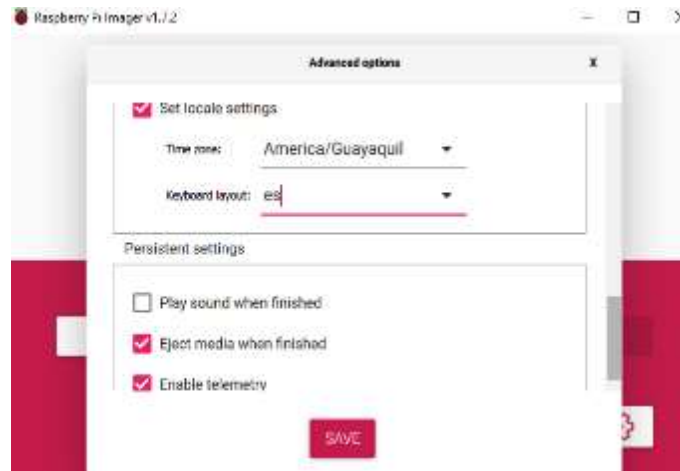 Raspberry Pi Imager v1.7.2
Advanced options
X
Set locale settings
Time zone: America/Guayaquil
Keyboard layout: es
Persistent settings
Play sound when finished
Eject media when finished
Enable telemetry
SAVE